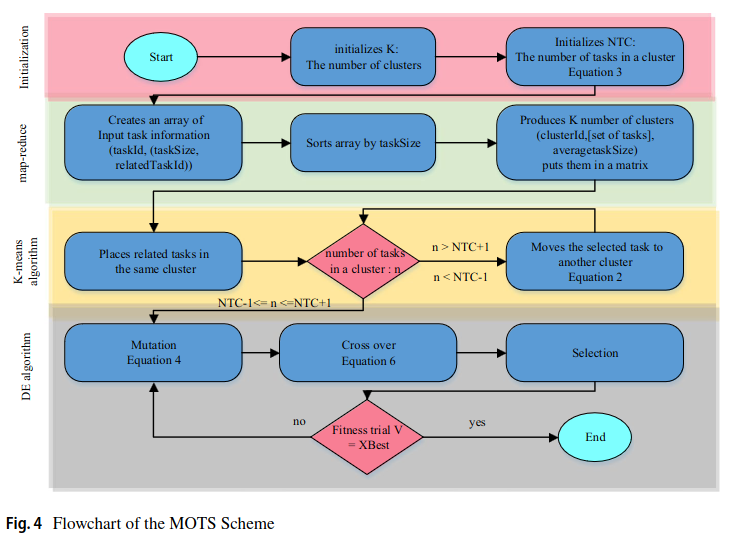 Initialization
Start
initializes K:
The number of clusters
Initializes NTC:
The number of tasks in a cluster
Equation 3
map-reduce
Creates an array of
Input task information
(taskId, (taskSize,
relatedTaskId))
Sorts array by taskSize
Produces K number of clusters
(clusterId,[set of tasks],
averagetaskSize)
puts them in a matrix
K-means
algorithm
Places related tasks in
the same cluster
number of tasks
in a cluster : n
n > NTC+1
n < NTC-1
Moves the selected task to
another cluster
Equation 2
NTC-1<= n <=NTC+1
DE algorithm
Mutation
Equation 4
Cross over
Equation 6
Selection
no
Fitness trial V
= XBest
yes
End
Fig. 4 Flowchart of the MOTS Scheme